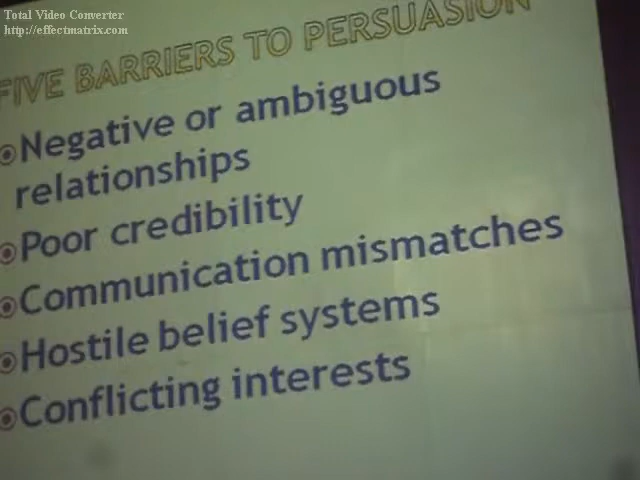 Total Video Converter
http://effectmatrix.com
FIVE BARRIERS TO PERSUASION
Negative or ambiguous
relationships
Poor credibility
Communication mismatches
Hostile belief systems
Conflicting interests